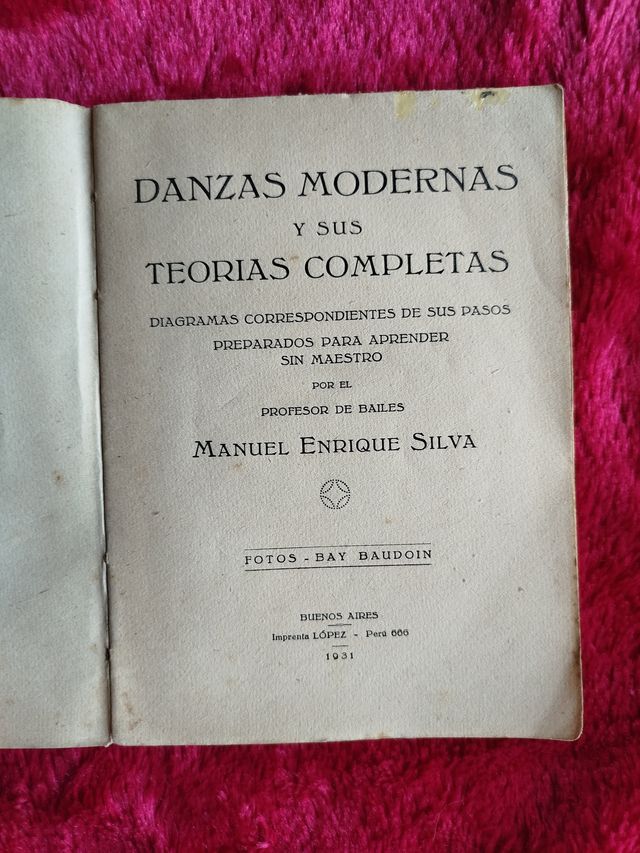 DANZAS MODERNAS
Y SUS
TEORIAS COMPLETAS
DIAGRAMAS CORRESPONDIENTES DE SUS PASOS
PREPARADOS PARA APRENDER
SIN MAESTRO
POR EL
PROFESOR DE BAILES
MANUEL ENRIQUE SILVA
FOTOS - BAY BAUDOIN
BUENOS AIRES
Imprenta LÓPEZ - Perú 666
1931